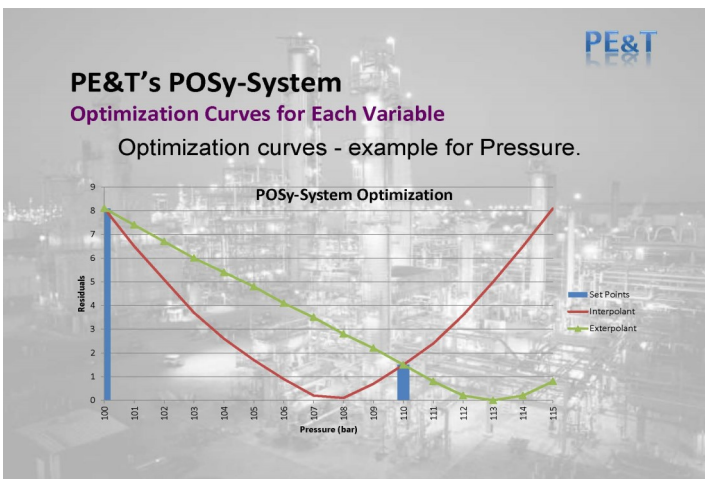 PE&T
PE&T's POSy-System
Optimization Curves for Each Variable
Optimization curves - example for Pressure.
POSy-System Optimization
9
8
7
6
5
4
3
2
1
0
Residuals
100 101 102 103 104 105 106 107 108 109 110 111 112 113 114 115
Pressure (bar)
Set Points
Interpolant
Exterpolant